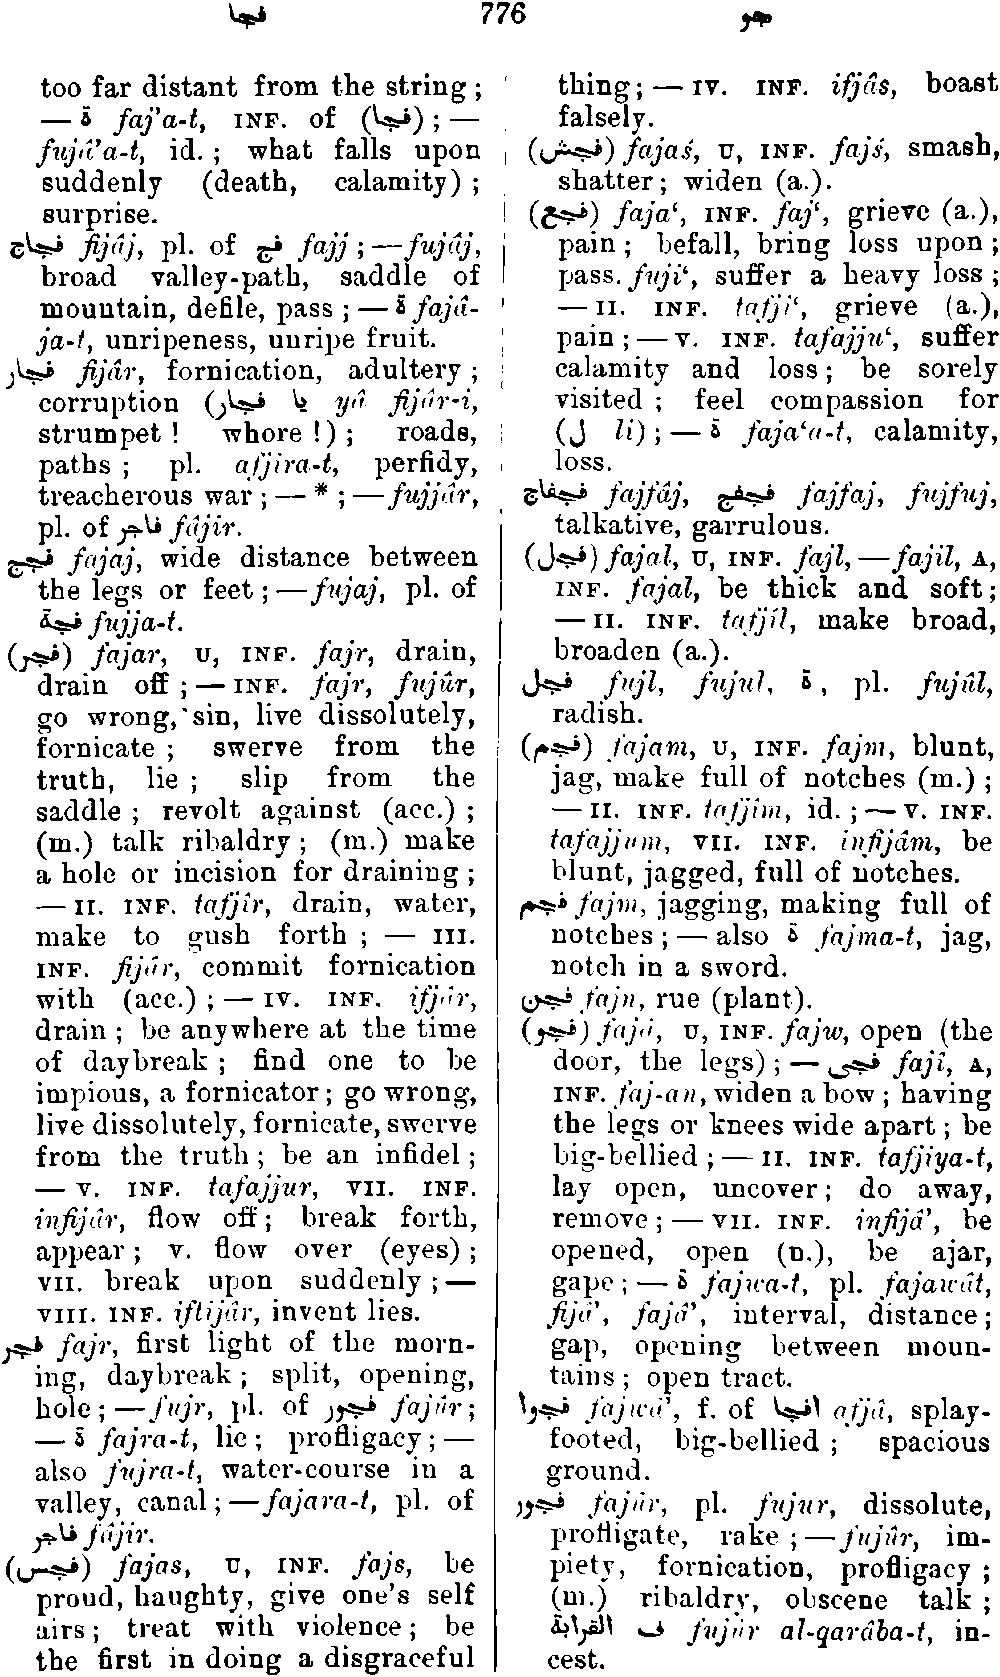 فجا 776 جو
too far distant from the string ;
— ة faj’a-t, INF. of (فجا) ; —
fujâ’a-t, id. ; what falls upon
suddenly (death, calamity) ;
surprise.
فجاج fijâj, pl. of فج fajj ; — fujâj,
broad valley-path, saddle of
mountain, defile, pass ; — ة fajâ-
ja-t, unripeness, unripe fruit.
فجار fijâr, fornication, adultery ;
corruption (يا فجار yâ fijâr-i,
strumpet ! whore !) ; roads,
paths ; pl. afjira-t, perfidy,
treacherous war ; — * ; — fujjâr,
pl. of فاجر fâjir.
فجج fajaj, wide distance between
the legs or feet ; — fujaj, pl. of
فجة fujja-t.
(فجر) fajar, U, INF. fajr, drain,
drain off ; — INF. fajr, fujûr,
go wrong, sin, live dissolutely,
fornicate ; swerve from the
truth, lie ; slip from the
saddle ; revolt against (acc.) ;
(m.) talk ribaldry ; (m.) make
a hole or incision for draining ;
— II. INF. tafjîr, drain, water,
make to gush forth ; — III.
INF. fijâr, commit fornication
with (acc.) ; — IV. INF. ifjâr,
drain ; be anywhere at the time
of daybreak ; find one to be
impious, a fornicator ; go wrong,
live dissolutely, fornicate, swerve
from the truth ; be an infidel ;
— V. INF. tafajjur, VII. INF.
infijâr, flow off ; break forth,
appear ; V. flow over (eyes) ;
VII. break upon suddenly ; —
VIII. INF. iftijâr, invent lies.
فجر fajr, first light of the morn-
ing, daybreak ; split, opening,
hole ; — fujr, pl. of فجور fajûr ;
— ة fajra-t, lie ; profligacy ; —
also fujra-t, water-course in a
valley, canal ; — fajara-t, pl. of
فاجر fâjir.
(فجس) fajas, U, INF. fajs, be
proud, haughty, give one’s self
airs ; treat with violence ; be
the first in doing a disgraceful
thing ; — IV. INF. ifjâs, boast
falsely.
(فجش) fajaś, U, INF. fajś, smash,
shatter ; widen (a.).
(فجع) faja‘, INF. faj‘, grieve (a.),
pain ; befall, bring loss upon ;
pass. fuji‘, suffer a heavy loss ;
— II. INF. tafjî‘, grieve (a.),
pain ; — V. INF. tafajju‘, suffer
calamity and loss ; be sorely
visited ; feel compassion for
(ل li) ; — ة faja‘a-t, calamity,
loss.
فجفاج fajfâj, فجفج fajfaj, fujfuj,
talkative, garrulous.
(فجل) fajal, U, INF. fajl, — fajil, A,
INF. fajal, be thick and soft ;
— II. INF. tafjîl, make broad,
broaden (a.).
فجل fujl, fujul, ة, pl. fujûl,
radish.
(فجم) fajam, U, INF. fajm, blunt,
jag, make full of notches (m.) ;
— II. INF. tafjîm, id. ; — V. INF.
tafajjum, VII. INF. infijâm, be
blunt, jagged, full of notches.
فجم fajm, jagging, making full of
notches ; — also ة fajma-t, jag,
notch in a sword.
فجن fajn, rue (plant).
(فجو) fajâ, U, INF. fajw, open (the
door, the legs) ; — فجى fajî, A,
INF. faj-an, widen a bow ; having
the legs or knees wide apart ; be
big-bellied ; — II. INF. tafjiya-t,
lay open, uncover ; do away,
remove ; — VII. INF. infijâ’, be
opened, open (n.), be ajar,
gape ; — ة fajwa-t, pl. fajawât,
fijâ’, fajâ’, interval, distance ;
gap, opening between moun-
tains ; open tract.
فجوا fajwâ’, f. of افجا afjâ, splay-
footed, big-bellied ; spacious
ground.
فجور fajûr, pl. fujur, dissolute,
profligate, rake ; — fujûr, im-
piety, fornication, profligacy ;
(m.) ribaldry, obscene talk ;
ف القرابة fujûr al-qarâba-t, in-
cest.